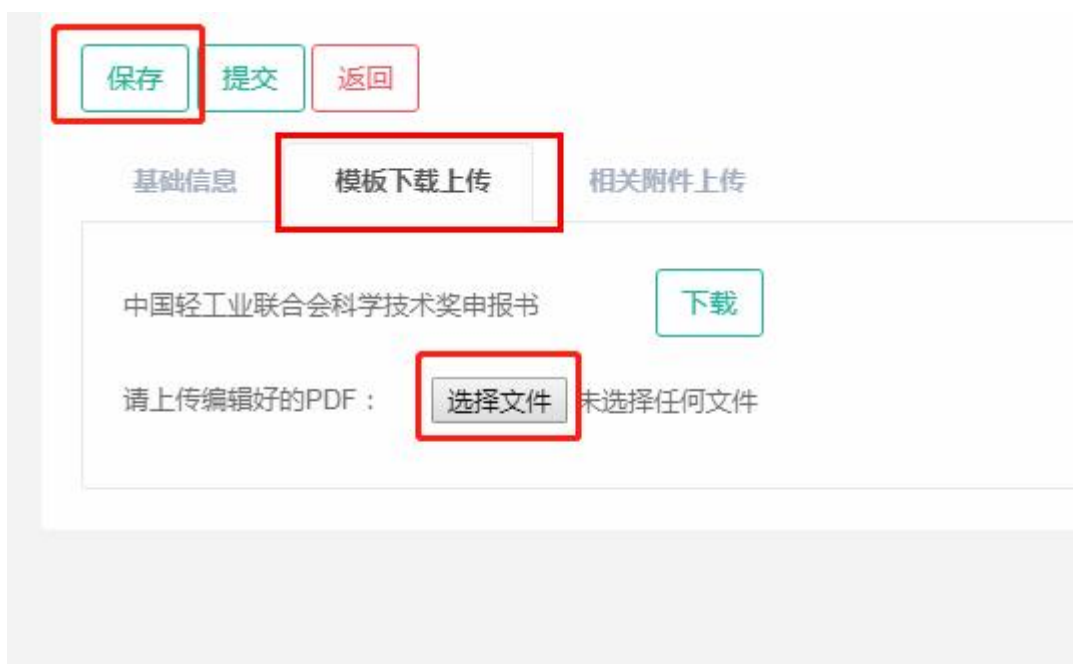 保存 提交 返回
基础信息 模板下载上传 相关附件上传
中国轻工业联合会科学技术奖申报书 下载
请上传编辑好的PDF： 选择文件 未选择任何文件